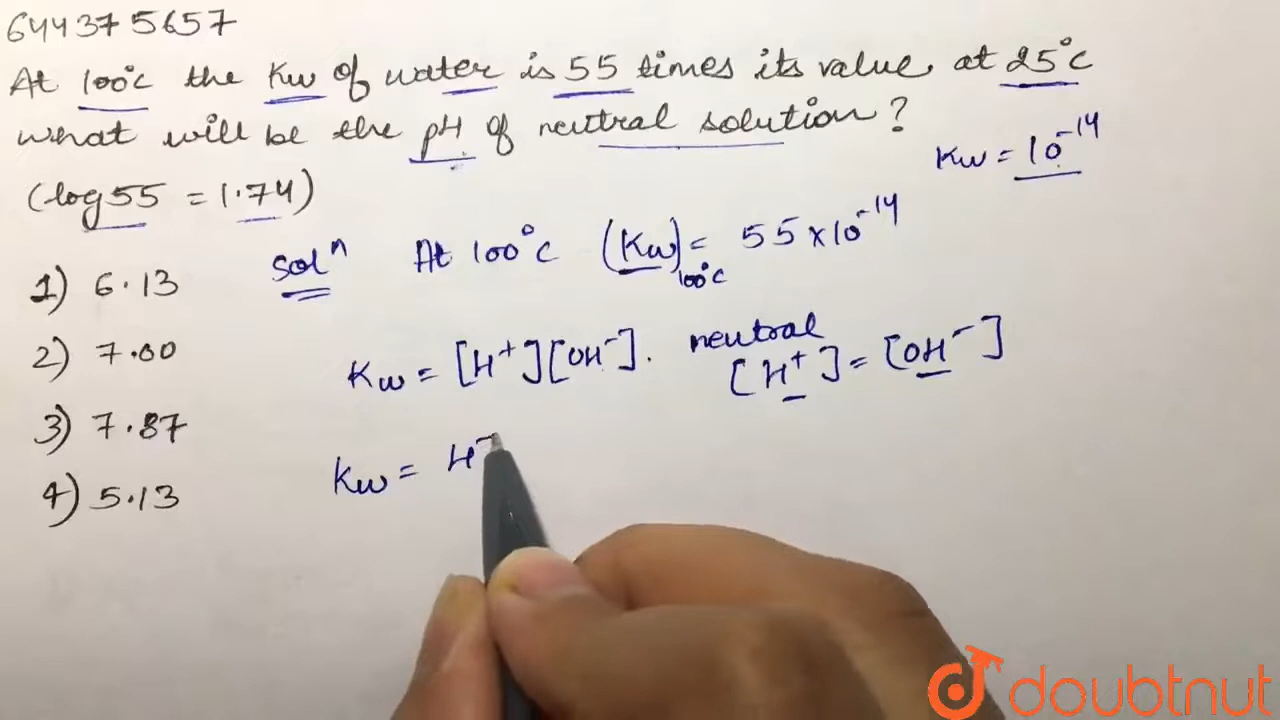 644375657
At 100°C the Kw of water is 55 times its value at 25°C
what will be the pH of neutral solution?
Kw = 10⁻¹⁴
(log 55 = 1.74)
Solⁿ At 100°C (Kw)100°C = 55 × 10⁻¹⁴
1) 6.13
2) 7.00
Kw = [H⁺][OH⁻]. neutral
[H⁺] = [OH⁻]
3) 7.87
Kw = H
4) 5.13
doubtnut